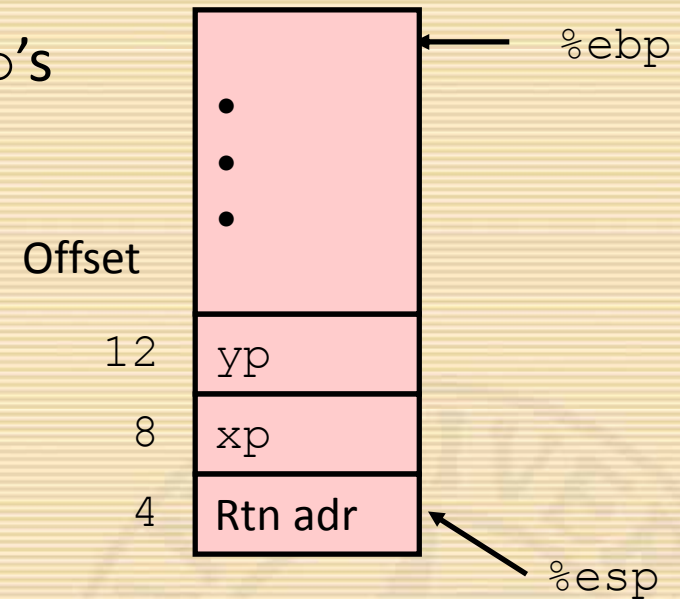 's
%ebp
•
•
•
Offset
12 yp
8 xp
4 Rtn adr
%esp